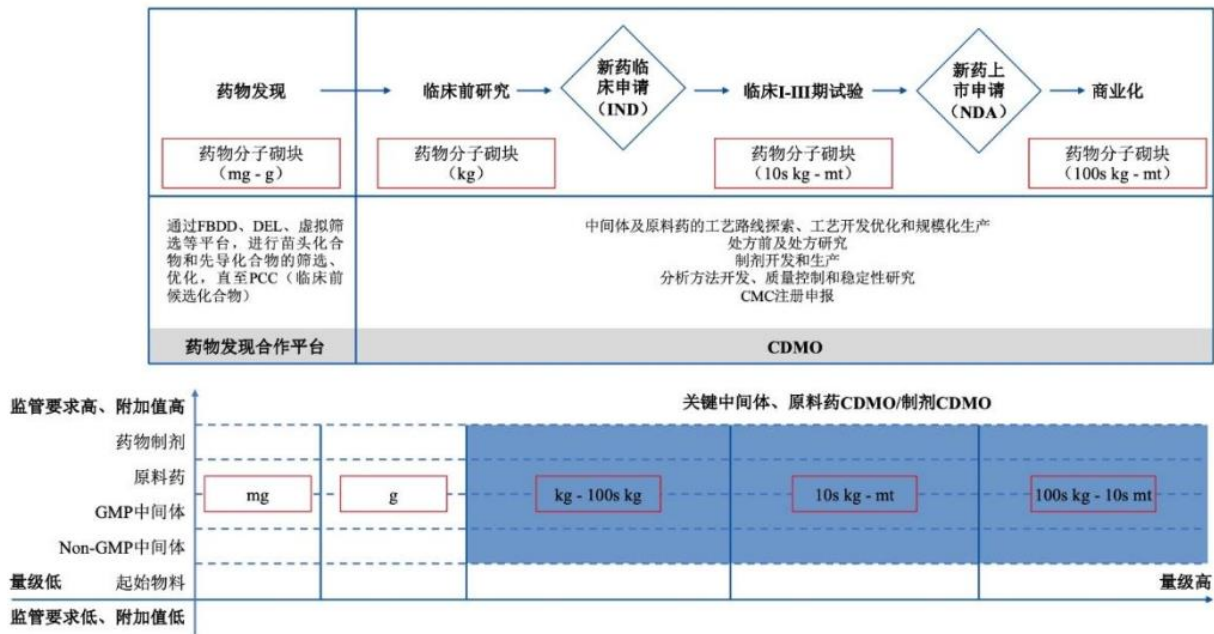 药物发现
临床前研究
新药临
床申请
（IND）
临床I-III期试验
新药上
市申请
（NDA）
商业化
药物分子砌块
（mg - g）
药物分子砌块
（kg）
药物分子砌块
（10s kg - mt）
药物分子砌块
（100s kg - mt）
通过FBDD、DEL、虚拟筛
选等平台，进行苗头化合
物和先导化合物的筛选、
优化，直至PCC（临床前
候选化合物）
中间体及原料药的工艺路线探索、工艺开发优化和规模化生产
处方前及处方研究
制剂开发和生产
分析方法开发、质量控制和稳定性研究
CMC注册申报
药物发现合作平台
CDMO
监管要求高、附加值高
关键中间体、原料药CDMO/制剂CDMO
药物制剂
原料药
GMP中间体
Non-GMP中间体
起始物料
mg
g
kg - 100s kg
10s kg - mt
100s kg - 10s mt
量级低
量级高
监管要求低、附加值低